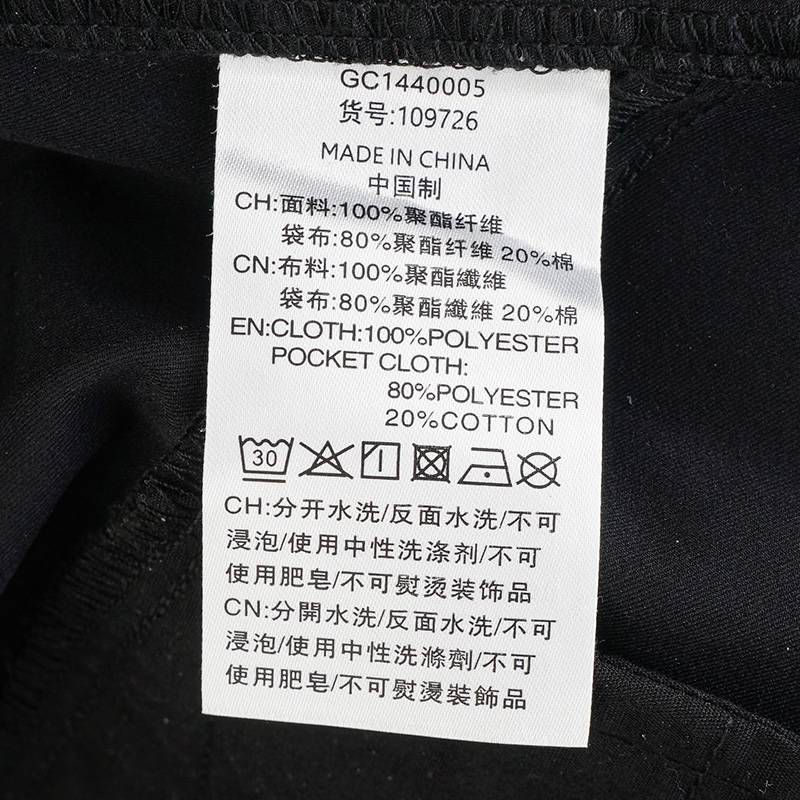 GC1440005
货号:109726
MADE IN CHINA
中国制
CH:面料:100%聚酯纤维
袋布:80%聚酯纤维 20%棉
CN:布料:100%聚酯纖維
袋布:80%聚酯纖維 20%棉
EN:CLOTH:100%POLYESTER
POCKET CLOTH:
80%POLYESTER
20%COTTON
30
CH:分开水洗/反面水洗/不可
浸泡/使用中性洗涤剂/不可
使用肥皂/不可熨烫装饰品
CN:分開水洗/反面水洗/不可
浸泡/使用中性洗滌劑/不可
使用肥皂/不可熨燙裝飾品